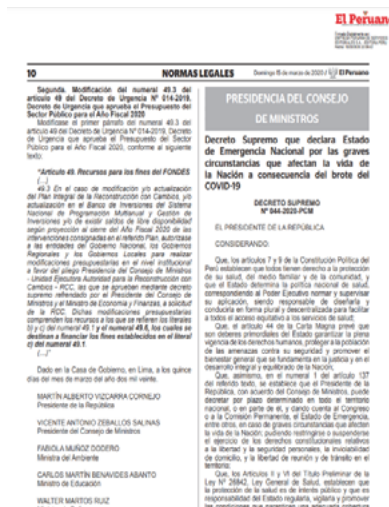 El Peruano
10
NORMAS LEGALES
Domingo 15 de marzo de 2020 / El Peruano
Segunda. Modificación del numeral 49.3 del
artículo 49 del Decreto de Urgencia Nº 014-2019,
Decreto de Urgencia que aprueba el Presupuesto del
Sector Público para el Año Fiscal 2020
Modifícase el primer párrafo del numeral 49.3 del
artículo 49 del Decreto de Urgencia Nº 014-2019, Decreto
de Urgencia que aprueba el Presupuesto del Sector
Público para el Año Fiscal 2020, conforme al siguiente
texto:
"Artículo 49. Recursos para los fines del FONDES
(...)
49.3 En el caso de modificación y/o actualización
del Plan Integral de la Reconstrucción con Cambios, y/o
actualización en el Banco de Inversiones del Sistema
Nacional de Programación Multianual y Gestión de
Inversiones y/o de existir saldos de libre disponibilidad
según proyección al cierre del Año Fiscal 2020 de las
intervenciones consignadas en el referido Plan, autorízase
a las entidades del Gobierno Nacional, los Gobiernos
Regionales y los Gobiernos Locales para realizar
modificaciones presupuestarias en el nivel institucional
a favor del pliego Presidencia del Consejo de Ministros
- Unidad Ejecutora Autoridad para la Reconstrucción con
Cambios - RCC, las que se aprueban mediante decreto
supremo refrendado por el Presidente del Consejo de
Ministros y el Ministro de Economía y Finanzas, a solicitud
de la RCC. Dichas modificaciones presupuestarias
comprenden los recursos a los que se refieren los literales
b) y c) del numeral 49.1 y el numeral 49.6, los cuales se
destinan a financiar los fines establecidos en el literal
c) del numeral 49.1.
(...)"
Dado en la Casa de Gobierno, en Lima, a los quince
días del mes de marzo del año dos mil veinte.
MARTÍN ALBERTO VIZCARRA CORNEJO
Presidente de la República
VICENTE ANTONIO ZEBALLOS SALINAS
Presidente del Consejo de Ministros
FABIOLA MUÑOZ DODERO
Ministra del Ambiente
CARLOS MARTÍN BENAVIDES ABANTO
Ministro de Educación
WALTER MARTOS RUIZ
PRESIDENCIA DEL CONSEJO
DE MINISTROS
Decreto Supremo que declara Estado
de Emergencia Nacional por las graves
circunstancias que afectan la vida de
la Nación a consecuencia del brote del
COVID-19
DECRETO SUPREMO
Nº 044-2020-PCM
EL PRESIDENTE DE LA REPÚBLICA
CONSIDERANDO:
Que, los artículos 7 y 9 de la Constitución Política del
Perú establecen que todos tienen derecho a la protección
de su salud, del medio familiar y de la comunidad, y
que el Estado determina la política nacional de salud,
correspondiendo al Poder Ejecutivo normar y supervisar
su aplicación, siendo responsable de diseñarla y
conducirla en forma plural y descentralizada para facilitar
a todos el acceso equitativo a los servicios de salud;
Que, el artículo 44 de la Carta Magna prevé que
son deberes primordiales del Estado garantizar la plena
vigencia de los derechos humanos, proteger a la población
de las amenazas contra su seguridad y promover el
bienestar general que se fundamenta en la justicia y en el
desarrollo integral y equilibrado de la Nación;
Que, asimismo, en el numeral 1 del artículo 137
del referido texto, se establece que el Presidente de la
República, con acuerdo del Consejo de Ministros, puede
decretar por plazo determinado en todo el territorio
nacional, o en parte de él, y dando cuenta al Congreso
o a la Comisión Permanente, el Estado de Emergencia,
entre otros, en caso de graves circunstancias que afecten
la vida de la Nación; pudiendo restringirse o suspenderse
el ejercicio de los derechos constitucionales relativos
a la libertad y la seguridad personales, la inviolabilidad
de domicilio, y la libertad de reunión y de tránsito en el
territorio;
Que, los Artículos II y VI del Título Preliminar de la
Ley Nº 26842, Ley General de Salud, establecen que
la protección de la salud es de interés público y que es
responsabilidad del Estado regularla, vigilarla y promover
las condiciones que garanticen una adecuada cobertura